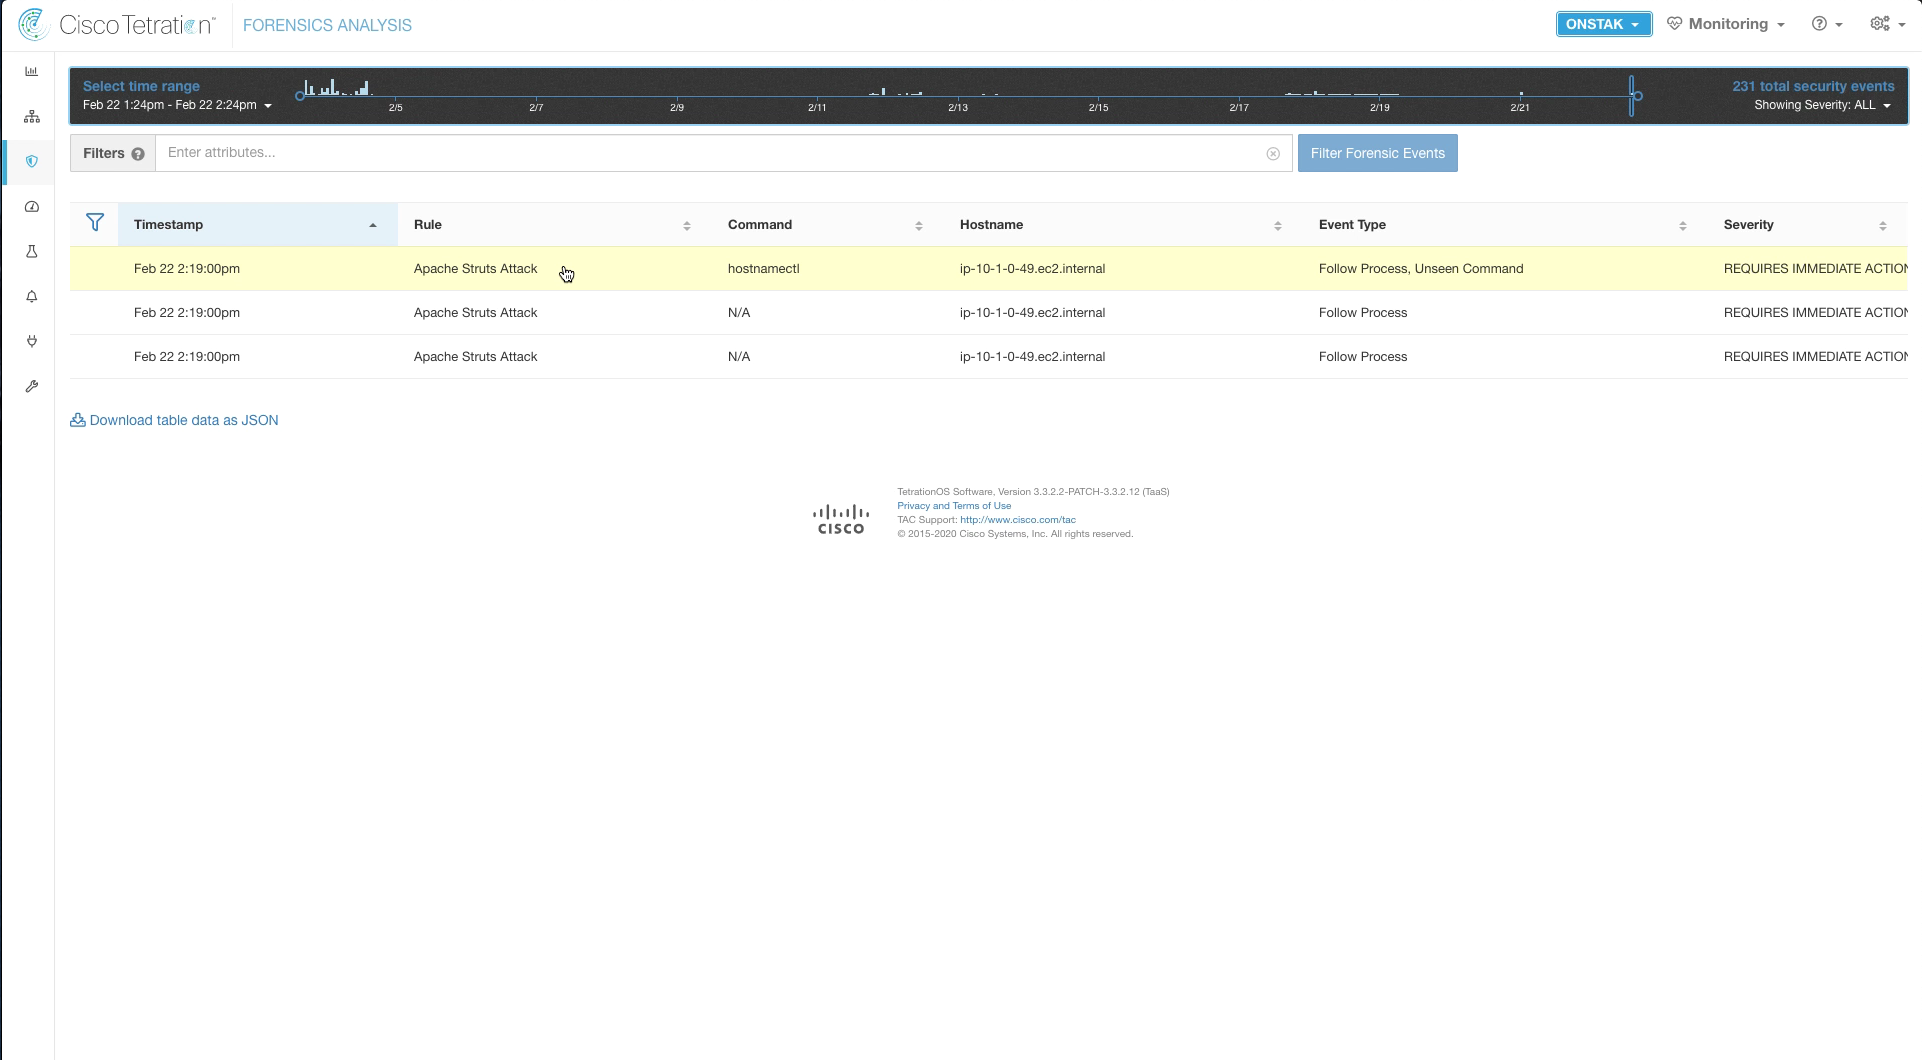 Cisco Tetration™ FORENSICS ANALYSIS ONSTAK Monitoring
Select time range
Feb 22 1:24pm - Feb 22 2:24pm
2/5 2/7 2/9 2/11 2/13 2/15 2/17 2/19 2/21
231 total security events
Showing Severity: ALL
Filters ? Enter attributes... Filter Forensic Events
Timestamp Rule Command Hostname Event Type Severity
Feb 22 2:19:00pm Apache Struts Attack hostnamectl ip-10-1-0-49.ec2.internal Follow Process, Unseen Command REQUIRES IMMEDIATE ACTION
Feb 22 2:19:00pm Apache Struts Attack N/A ip-10-1-0-49.ec2.internal Follow Process REQUIRES IMMEDIATE ACTION
Feb 22 2:19:00pm Apache Struts Attack N/A ip-10-1-0-49.ec2.internal Follow Process REQUIRES IMMEDIATE ACTION
Download table data as JSON
CISCO
TetrationOS Software, Version 3.3.2.2-PATCH-3.3.2.12 (TaaS)
Privacy and Terms of Use
TAC Support: http://www.cisco.com/tac
© 2015-2020 Cisco Systems, Inc. All rights reserved.